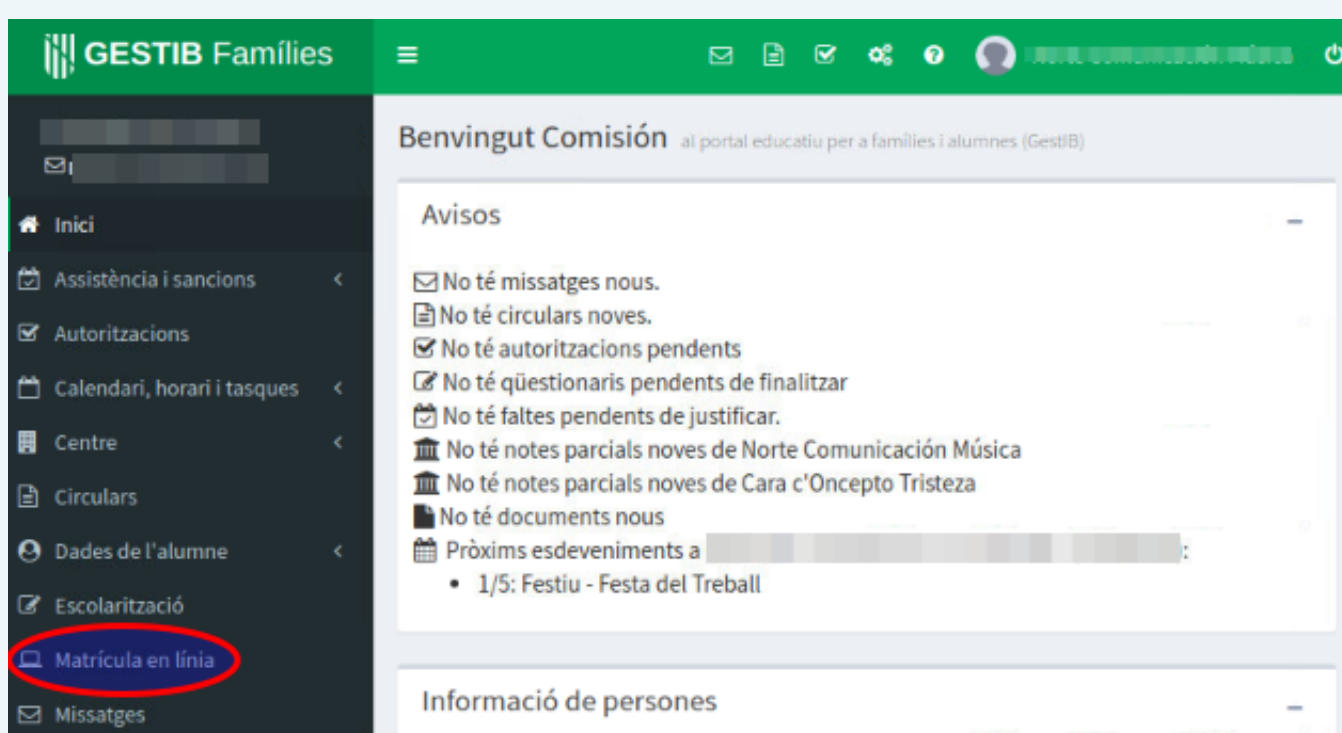 GESTIB Famílies
Benvingut Comisión al portal educatiu per a famílies i alumnes (GestIB)
Inici
Assistència i sancions
Autoritzacions
Calendari, horari i tasques
Centre
Circulars
Dades de l'alumne
Escolarització
Matrícula en línia
Missatges
Avisos
No té missatges nous.
No té circulars noves.
No té autoritzacions pendents
No té qüestionaris pendents de finalitzar
No té faltes pendents de justificar.
No té notes parcials noves de Norte Comunicación Música
No té notes parcials noves de Cara c'Oncepto Tristeza
No té documents nous
Pròxims esdeveniments a :
• 1/5: Festiu - Festa del Treball
Informació de persones